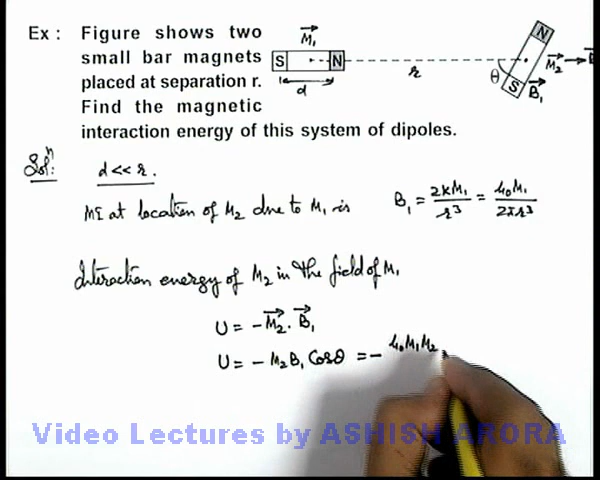 Ex : Figure shows two
small bar magnets
placed at separation r.
Find the magnetic
interaction energy of this system of dipoles.
M₁
S N
d
r
N
S
θ
M₂
B₁
Solⁿ:
d << r.
MI at location of M₂ due to M₁ is B₁ = 2kM₁/r³ = μ₀M₁/2πr³
Interaction energy of M₂ in the field of M₁
U = - M₂ . B₁
U = - M₂ B₁ Cosθ = - μ₀M₁M₂
Video Lectures by ASHISH ARORA